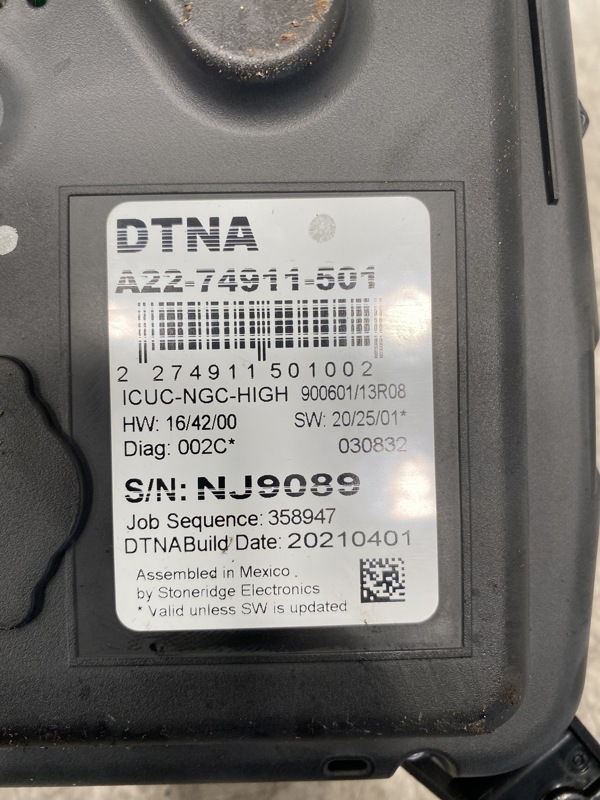 DTNA
A22-74911-501
2 274911501002
ICUC-NGC-HIGH 900601/13R08
HW: 16/42/00 SW: 20/25/01*
Diag: 002C* 030832
S/N: NJ9089
Job Sequence: 358947
DTNABuild Date: 20210401
Assembled in Mexico
by Stoneridge Electronics
* Valid unless SW is updated